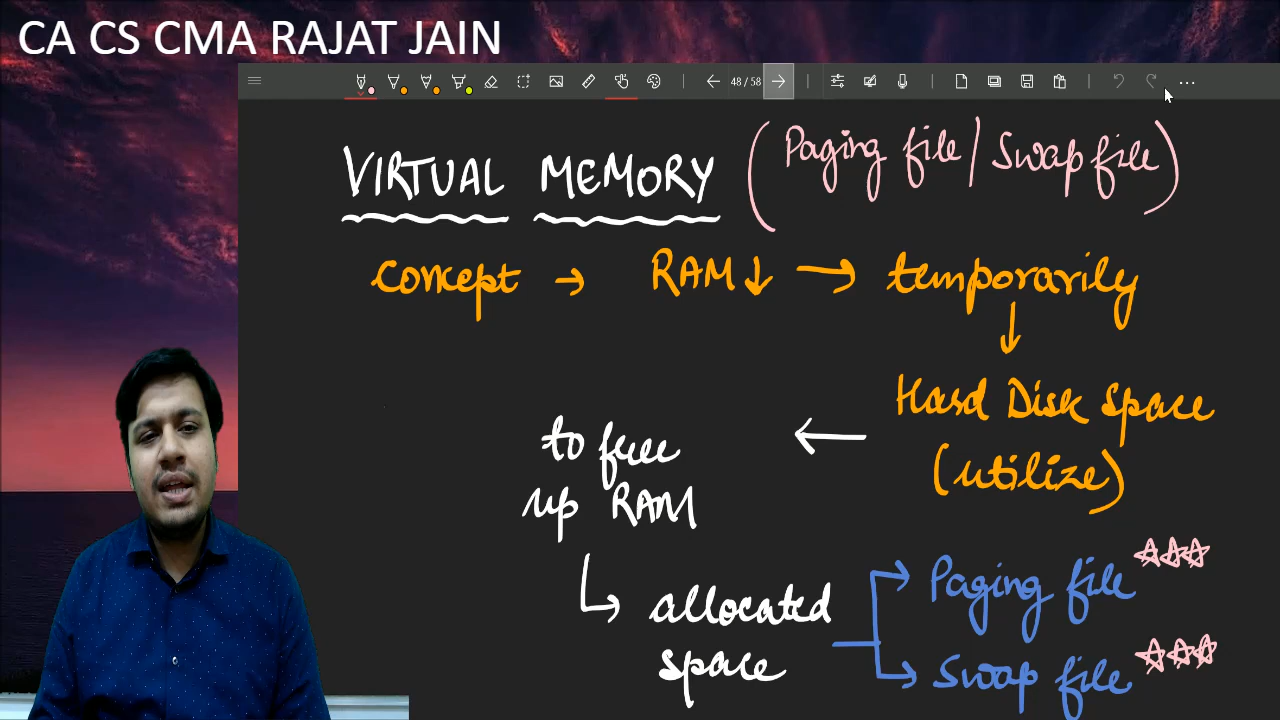 CA CS CMA RAJAT JAIN
48 / 58
VIRTUAL MEMORY (Paging file / Swap file)
concept → RAM ↓ → temporarily
↓
Hard Disk space
(utilize)
←
to free
up RAM
↳ allocated
space
→ Paging file ☆☆☆
→ Swap file ☆☆☆